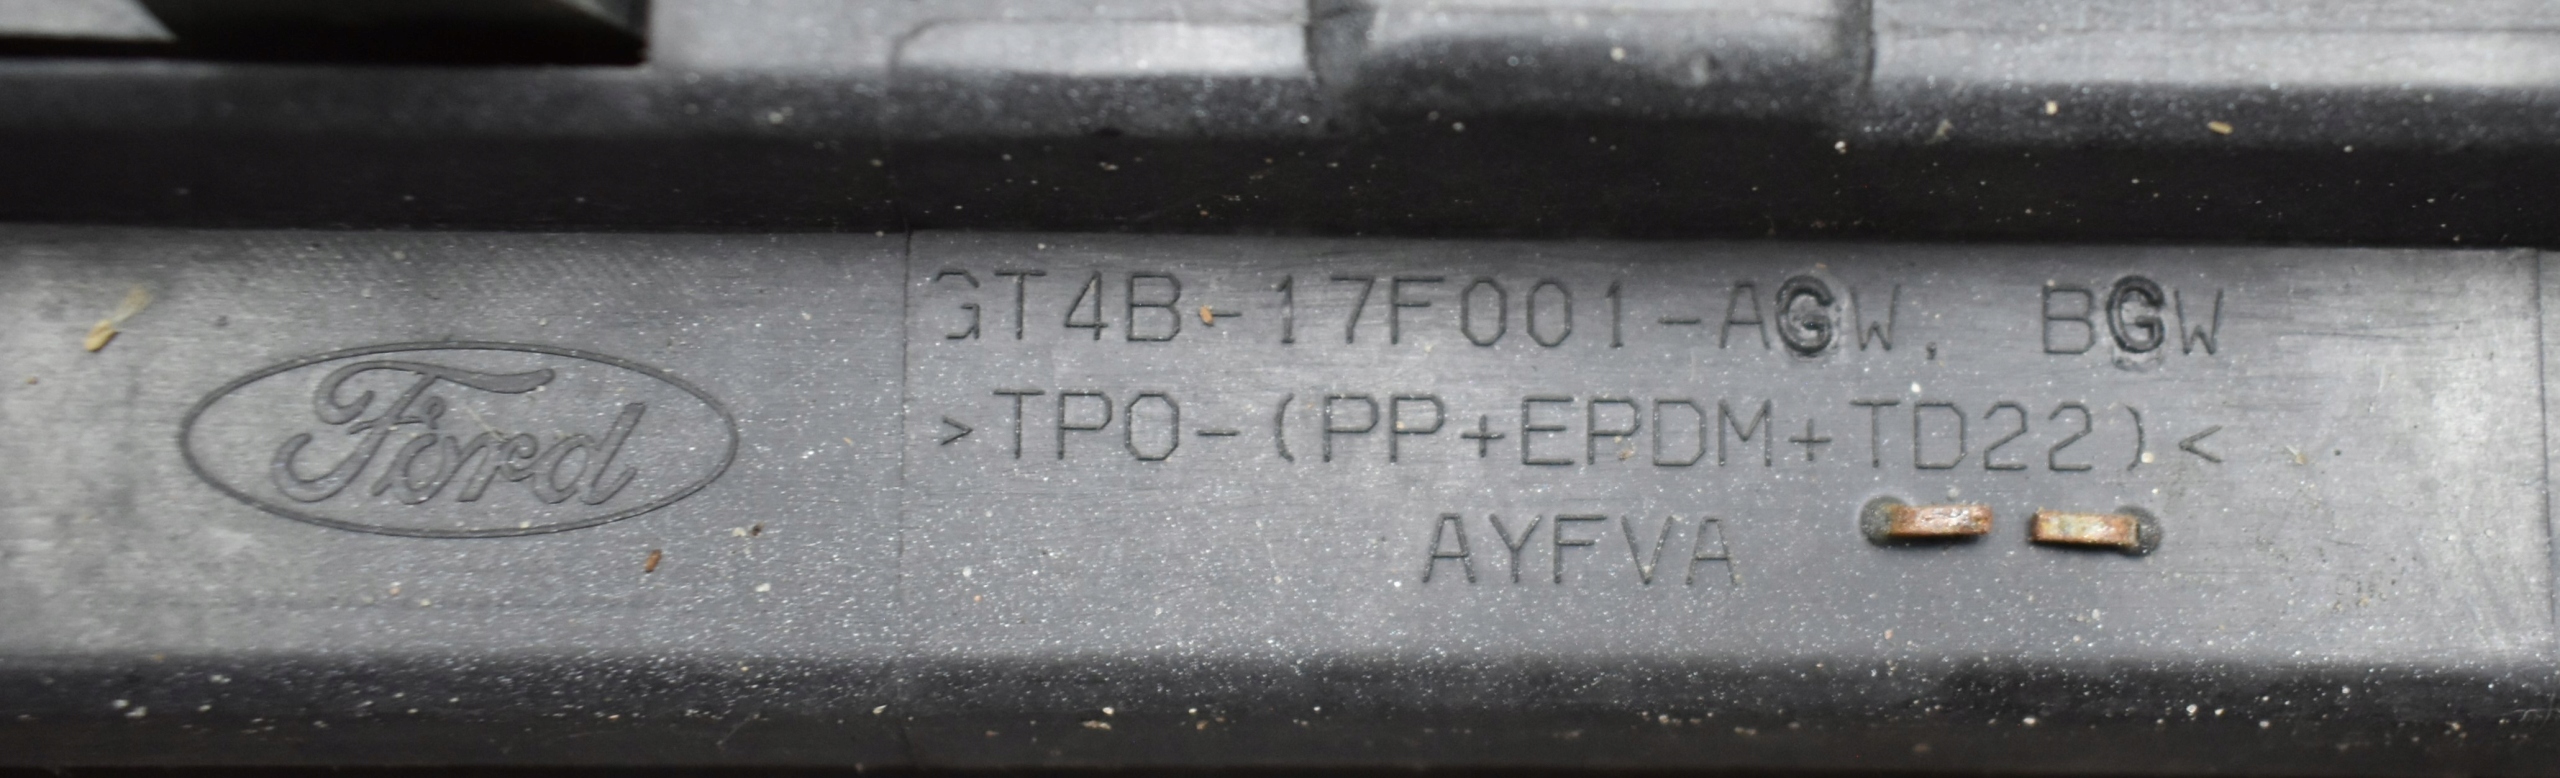 Ford
GT4B-17F001-AGW, BGW
>TPO-(PP+EPDM+TD22)<
AYFVA